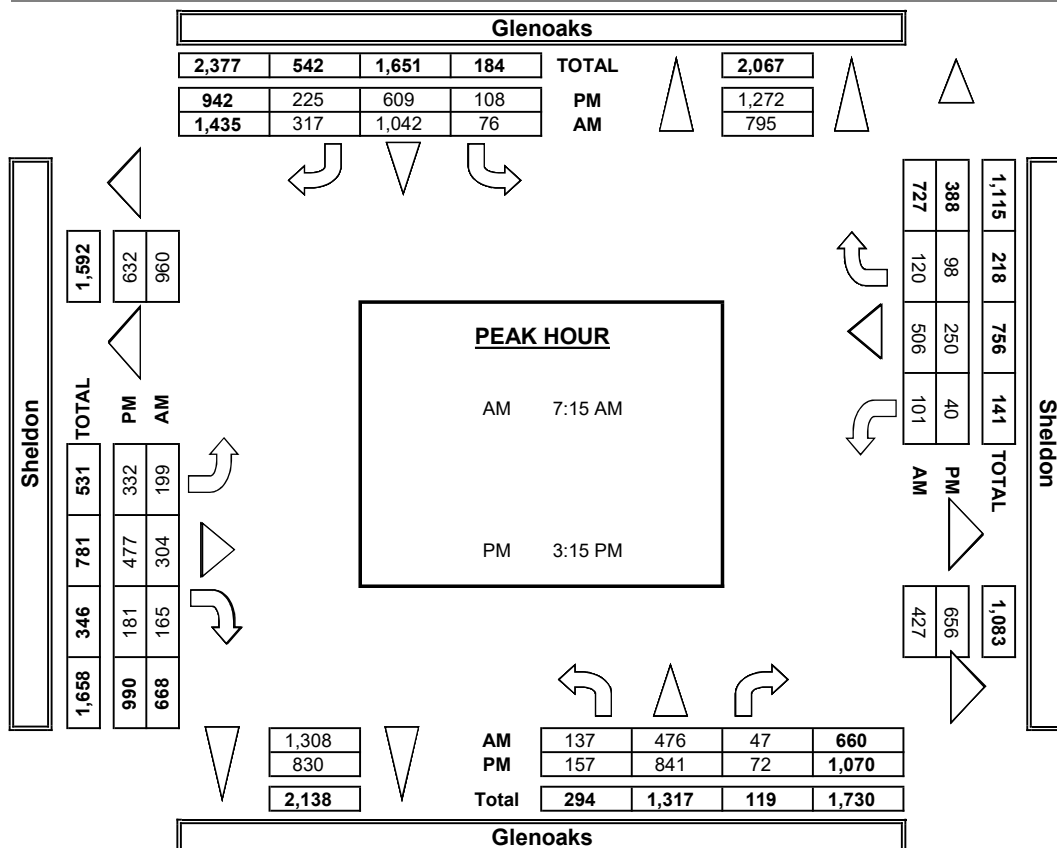 Glenoaks
2,377 542 1,651 184 TOTAL 2,067
942 225 609 108 PM 1,272
1,435 317 1,042 76 AM 795
Sheldon
1,592
632
960
TOTAL
PM
AM
531 781 346 1,658
332 477 181 990
199 304 165 668
PEAK HOUR
AM 7:15 AM
PM 3:15 PM
1,115 218 756 141 TOTAL
388 98 250 40 PM
727 120 506 101 AM
1,083
656
427
Sheldon
1,308 AM 137 476 47 660
830 PM 157 841 72 1,070
2,138 Total 294 1,317 119 1,730
Glenoaks